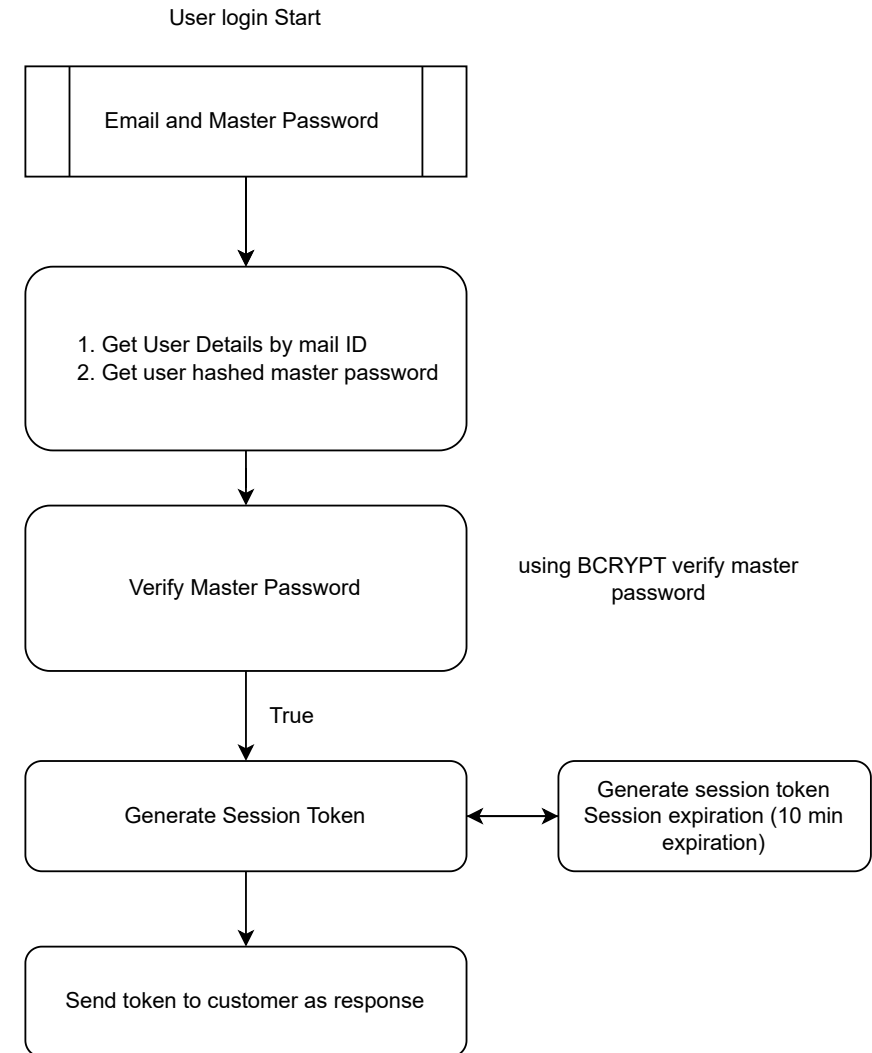 User login Start
Email and Master Password
1. Get User Details by mail ID
2. Get user hashed master password
Verify Master Password
using BCRYPT verify master
password
True
Generate Session Token
Generate session token
Session expiration (10 min
expiration)
Send token to customer as response